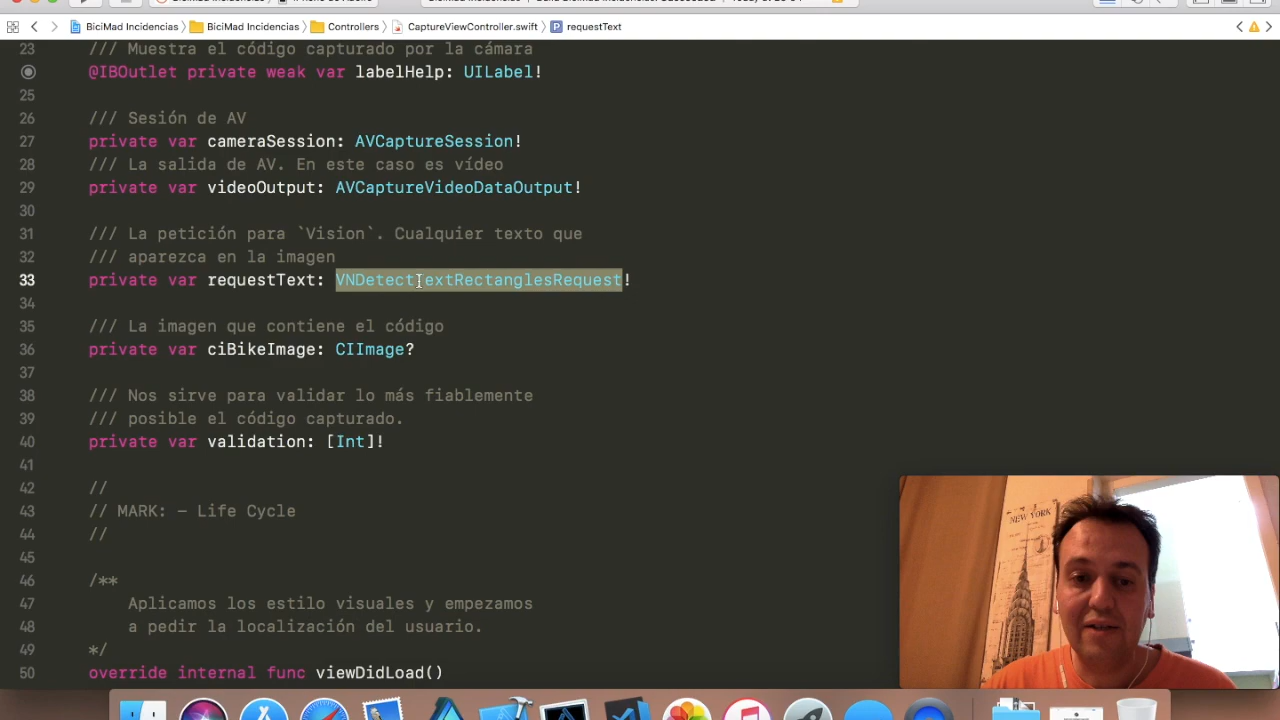 BiciMad Incidencias
BiciMad Incidencias BiciMad Incidencias Controllers CaptureViewController.swift P requestText
23 /// Muestra el código capturado por la cámara
@IBOutlet private weak var labelHelp: UILabel!
25
26 /// Sesión de AV
27 private var cameraSession: AVCaptureSession!
28 /// La salida de AV. En este caso es vídeo
29 private var videoOutput: AVCaptureVideoDataOutput!
30
31 /// La petición para `Vision`. Cualquier texto que
32 /// aparezca en la imagen
33 private var requestText: VNDetectTextRectanglesRequest!
34
35 /// La imagen que contiene el código
36 private var ciBikeImage: CIImage?
37
38 /// Nos sirve para validar lo más fiablemente
39 /// posible el código capturado.
40 private var validation: [Int]!
41
42 //
43 // MARK: - Life Cycle
44 //
45
46 /**
47 Aplicamos los estilo visuales y empezamos
48 a pedir la localización del usuario.
49 */
50 override internal func viewDidLoad()
NEW YORK